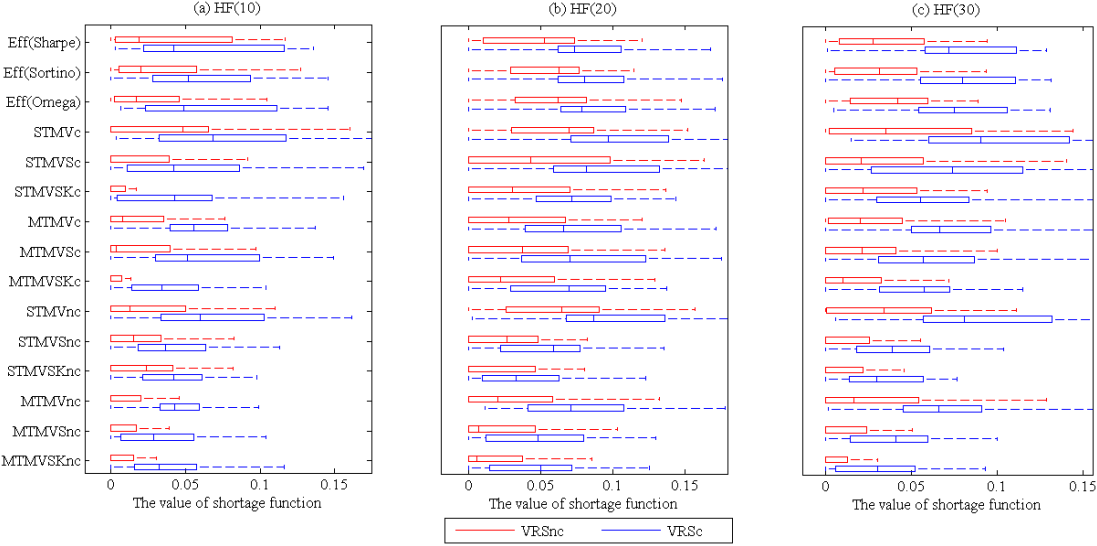 (a) HF(10)
(b) HF(20)
(c) HF(30)
Eff(Sharpe)
Eff(Sortino)
Eff(Omega)
STMVc
STMVSc
STMVSKc
MTMVc
MTMVSc
MTMVSKc
STMVnc
STMVSnc
STMVSKnc
MTMVnc
MTMVSnc
MTMVSKnc
0 0.05 0.1 0.15
0 0.05 0.1 0.15
0 0.05 0.1 0.15
The value of shortage function
The value of shortage function
The value of shortage function
VRSnc VRSc